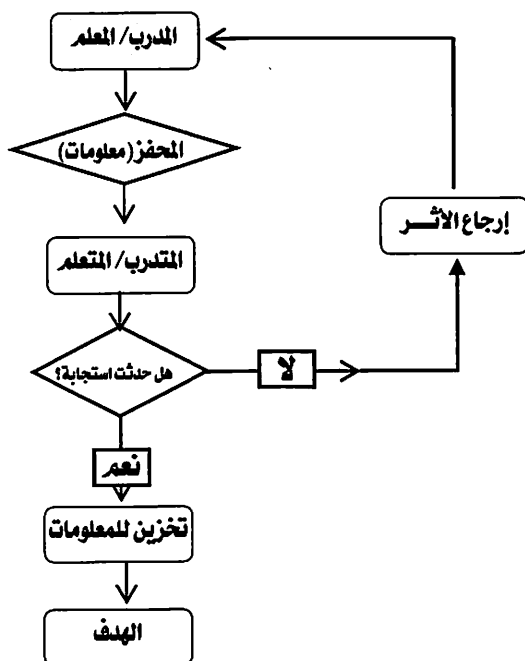 المدرب/ المعلم
المحفز (معلومات)
إرجاع الأثـــر
المتدرب/ المتعلم
هل حدثت استجابة؟
لا
نعم
تخزين للمعلومات
الهدف